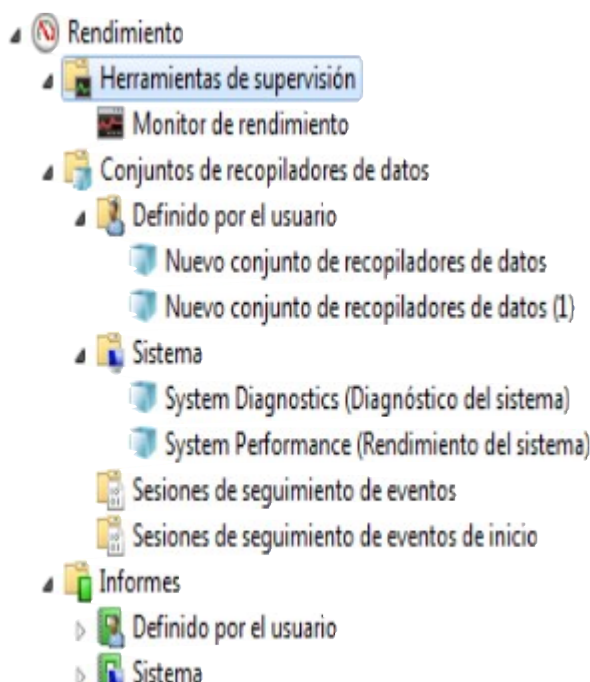 Rendimiento
Herramientas de supervisión
Monitor de rendimiento
Conjuntos de recopiladores de datos
Definido por el usuario
Nuevo conjunto de recopiladores de datos
Nuevo conjunto de recopiladores de datos (1)
Sistema
System Diagnostics (Diagnóstico del sistema)
System Performance (Rendimiento del sistema)
Sesiones de seguimiento de eventos
Sesiones de seguimiento de eventos de inicio
Informes
Definido por el usuario
Sistema